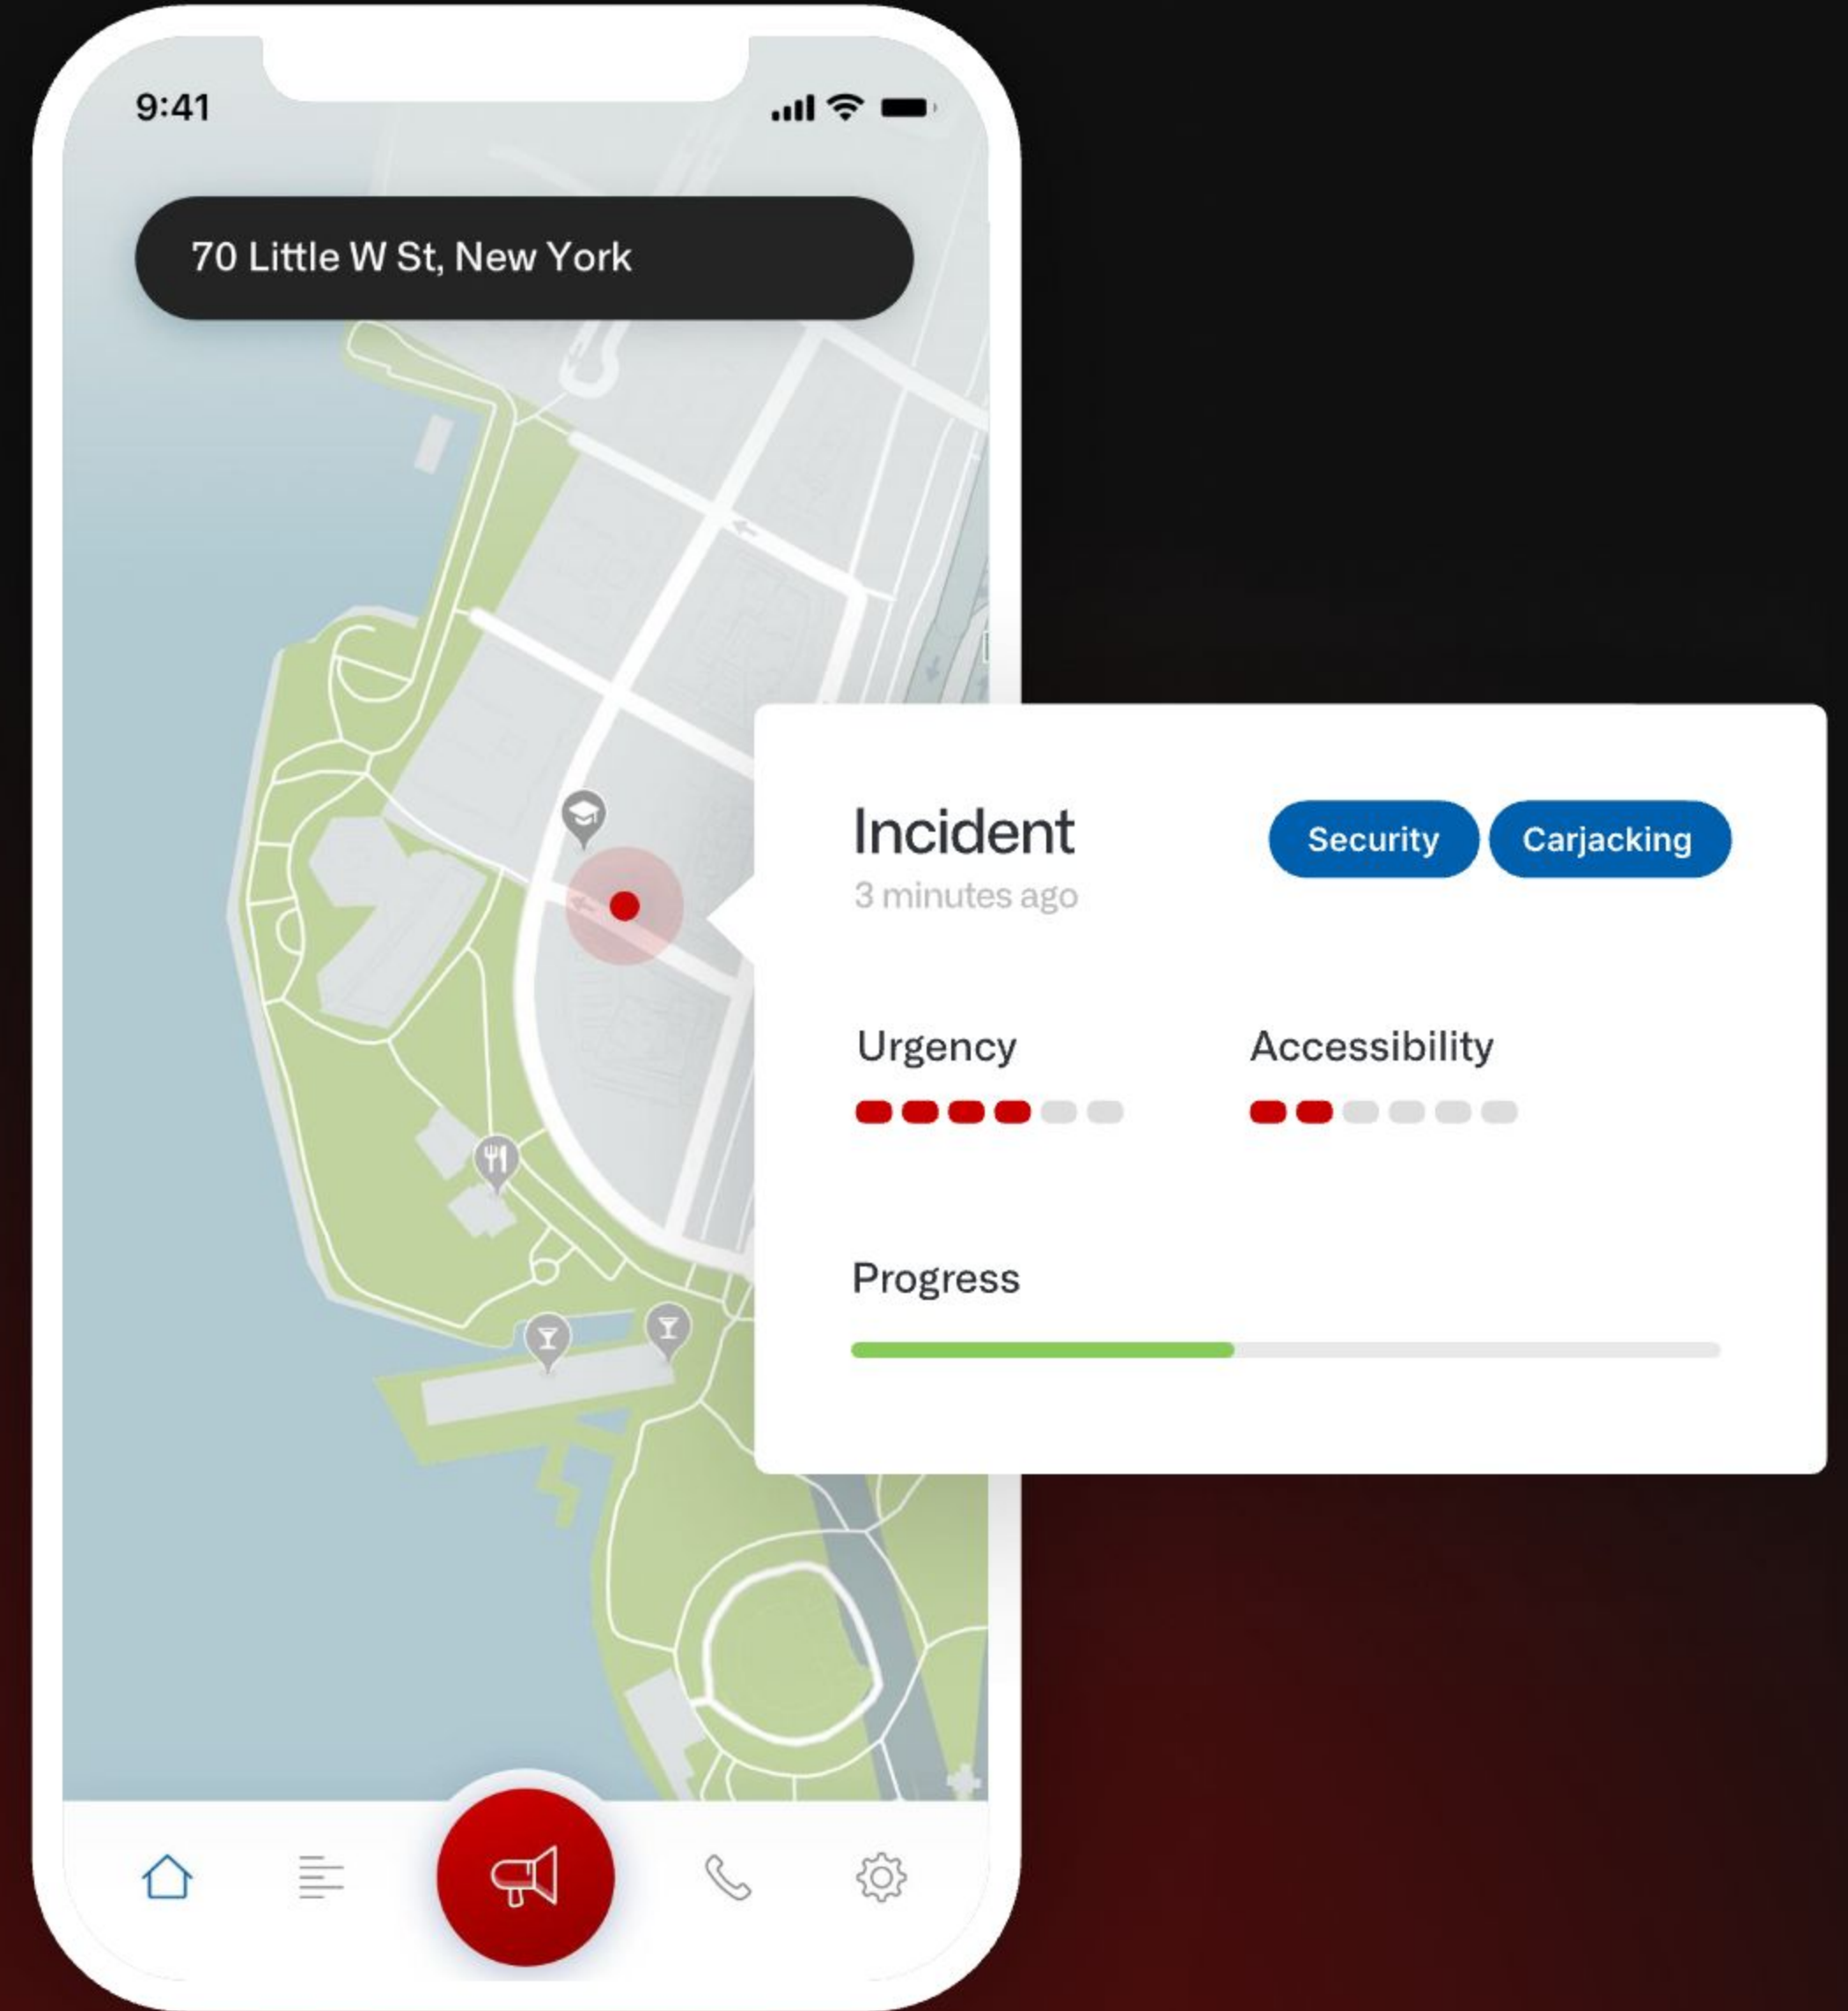 9:41
70 Little W St, New York
Incident
Security
Carjacking
3 minutes ago
Urgency
Accessibility
Progress